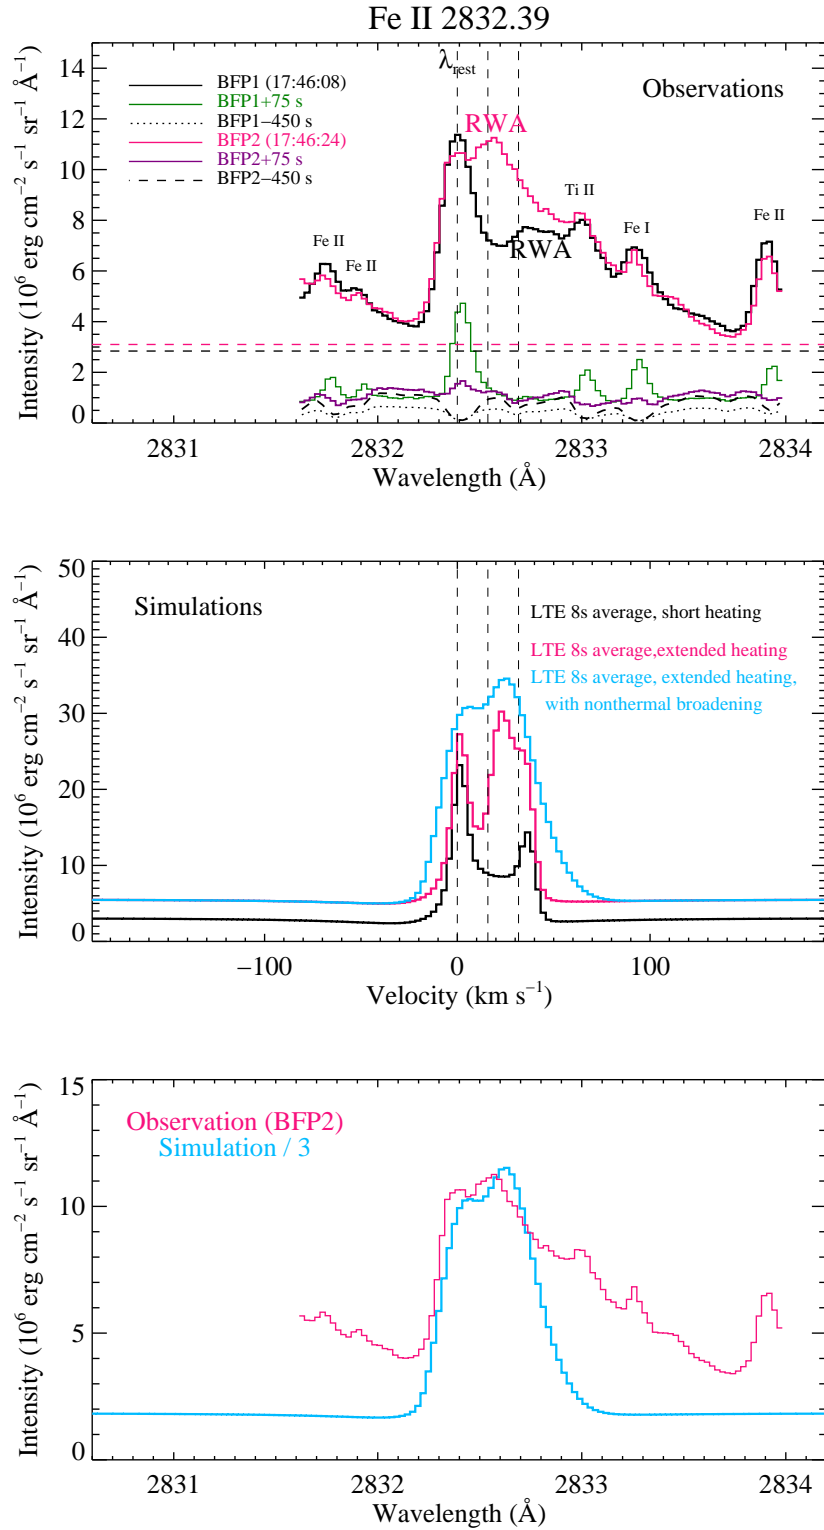 Fe II 2832.39
14
12
10
8
6
4
2
0
Intensity (10⁶ erg cm⁻² s⁻¹ sr⁻¹ Å⁻¹)
BFP1 (17:46:08)
BFP1+75 s
BFP1−450 s
BFP2 (17:46:24)
BFP2+75 s
BFP2−450 s
λrest
Observations
RWA
RWA
Fe II
Fe II
Ti II
Fe I
Fe II
2831
2832
2833
2834
Wavelength (Å)
50
40
30
20
10
0
Intensity (10⁶ erg cm⁻² s⁻¹ sr⁻¹ Å⁻¹)
Simulations
LTE 8s average, short heating
LTE 8s average,extended heating
LTE 8s average, extended heating,
with nonthermal broadening
−100
0
100
Velocity (km s⁻¹)
15
10
5
0
Intensity (10⁶ erg cm⁻² s⁻¹ sr⁻¹ Å⁻¹)
Observation (BFP2)
Simulation / 3
2831
2832
2833
2834
Wavelength (Å)